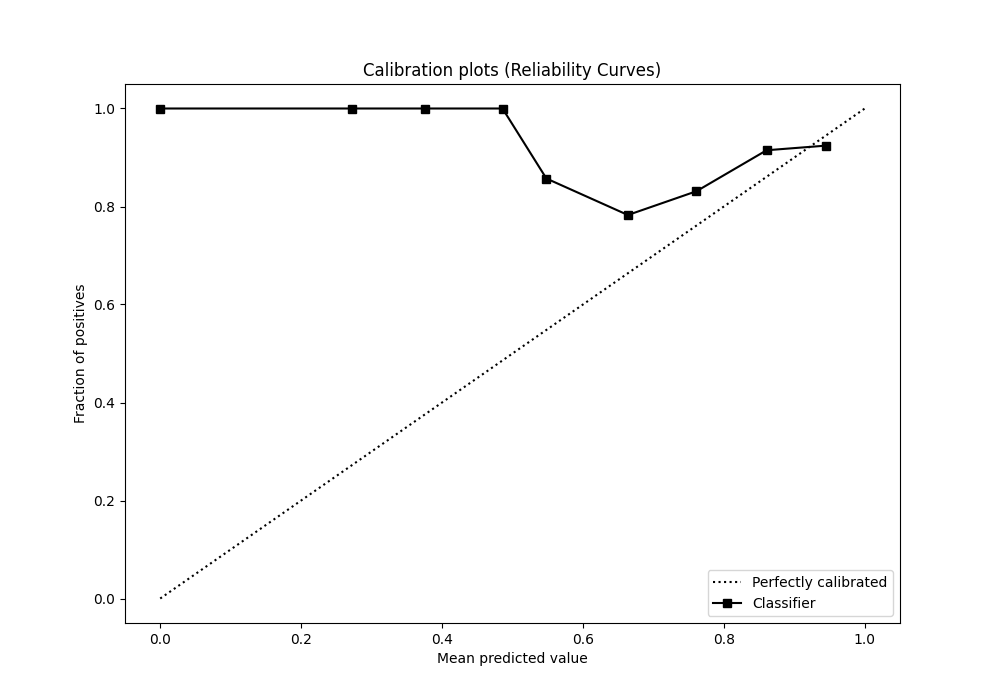 Calibration plots (Reliability Curves)
1.0
0.8
0.6
0.4
0.2
0.0
Fraction of positives
Perfectly calibrated
Classifier
0.0 0.2 0.4 0.6 0.8 1.0
Mean predicted value